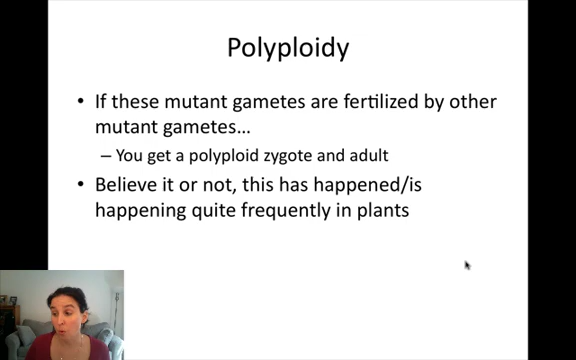 Polyploidy
• If these mutant gametes are fertilized by other
mutant gametes…
– You get a polyploid zygote and adult
• Believe it or not, this has happened/is
happening quite frequently in plants